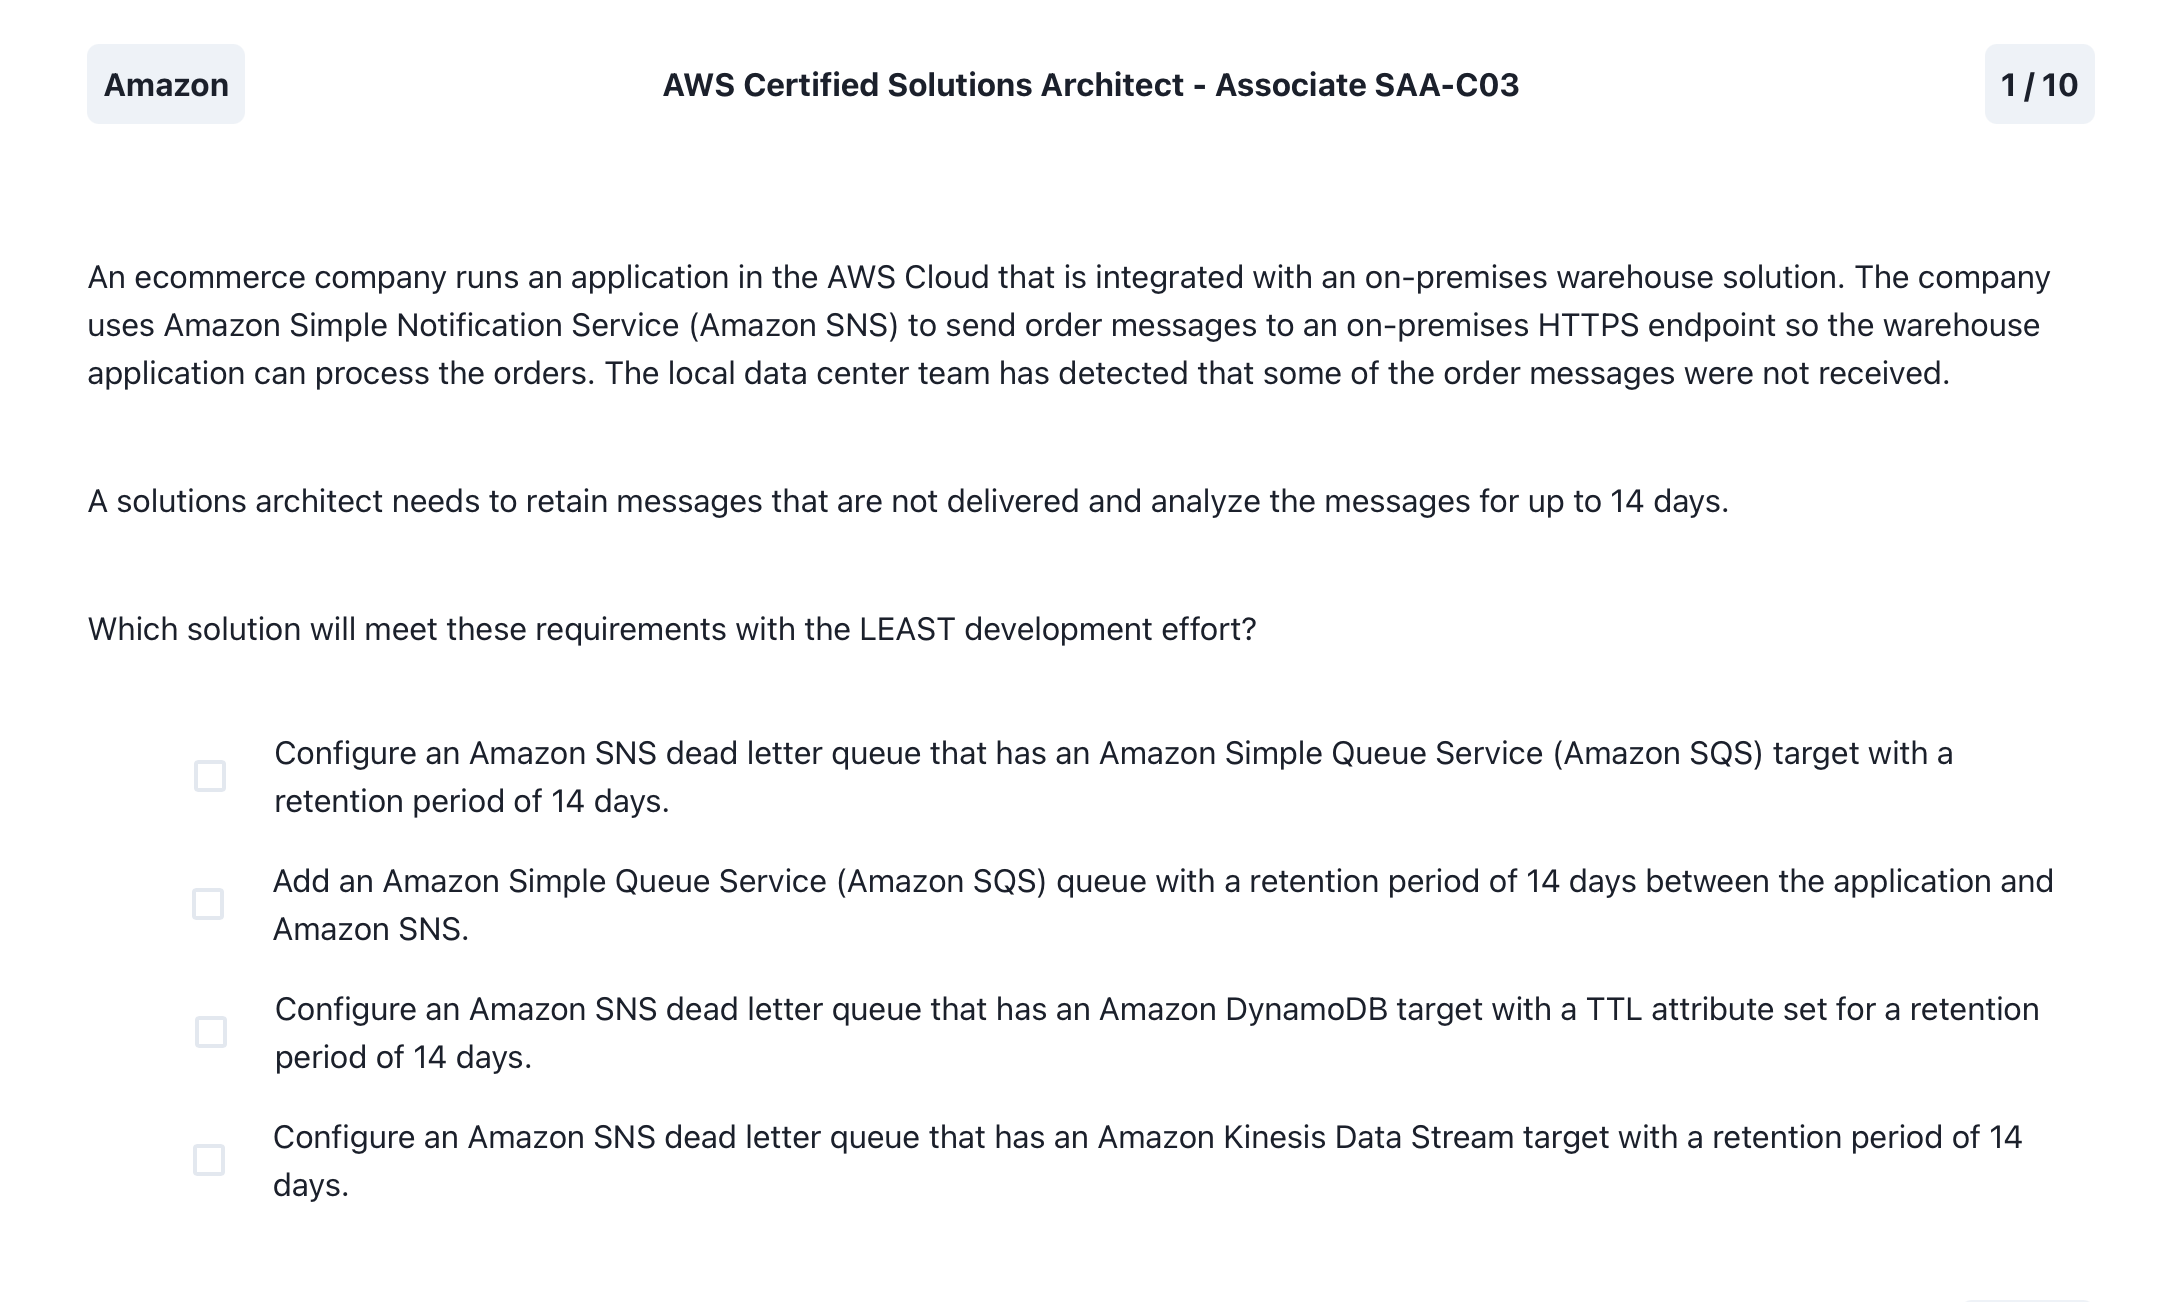 Amazon
AWS Certified Solutions Architect - Associate SAA-C03
1 / 10
An ecommerce company runs an application in the AWS Cloud that is integrated with an on-premises warehouse solution. The company
uses Amazon Simple Notification Service (Amazon SNS) to send order messages to an on-premises HTTPS endpoint so the warehouse
application can process the orders. The local data center team has detected that some of the order messages were not received.
A solutions architect needs to retain messages that are not delivered and analyze the messages for up to 14 days.
Which solution will meet these requirements with the LEAST development effort?
Configure an Amazon SNS dead letter queue that has an Amazon Simple Queue Service (Amazon SQS) target with a
retention period of 14 days.
Add an Amazon Simple Queue Service (Amazon SQS) queue with a retention period of 14 days between the application and
Amazon SNS.
Configure an Amazon SNS dead letter queue that has an Amazon DynamoDB target with a TTL attribute set for a retention
period of 14 days.
Configure an Amazon SNS dead letter queue that has an Amazon Kinesis Data Stream target with a retention period of 14
days.